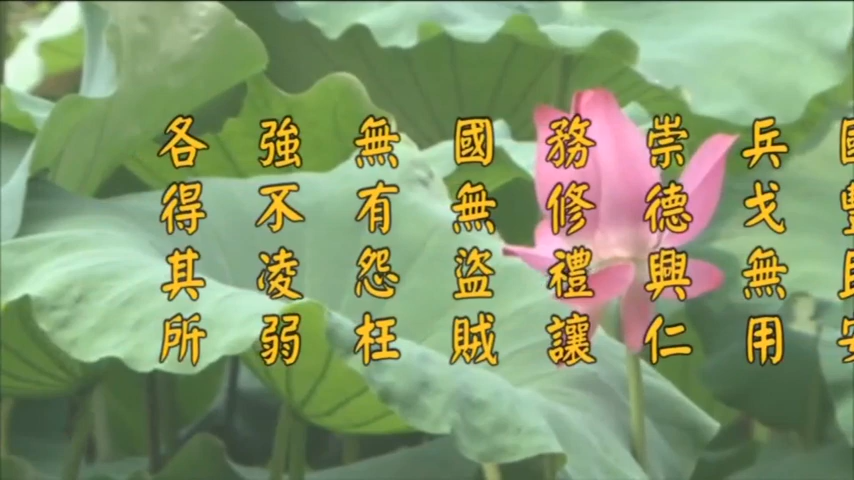 兵戈無用
崇德興仁
務修禮讓
國無盜賊
無有怨枉
強不凌弱
各得其所